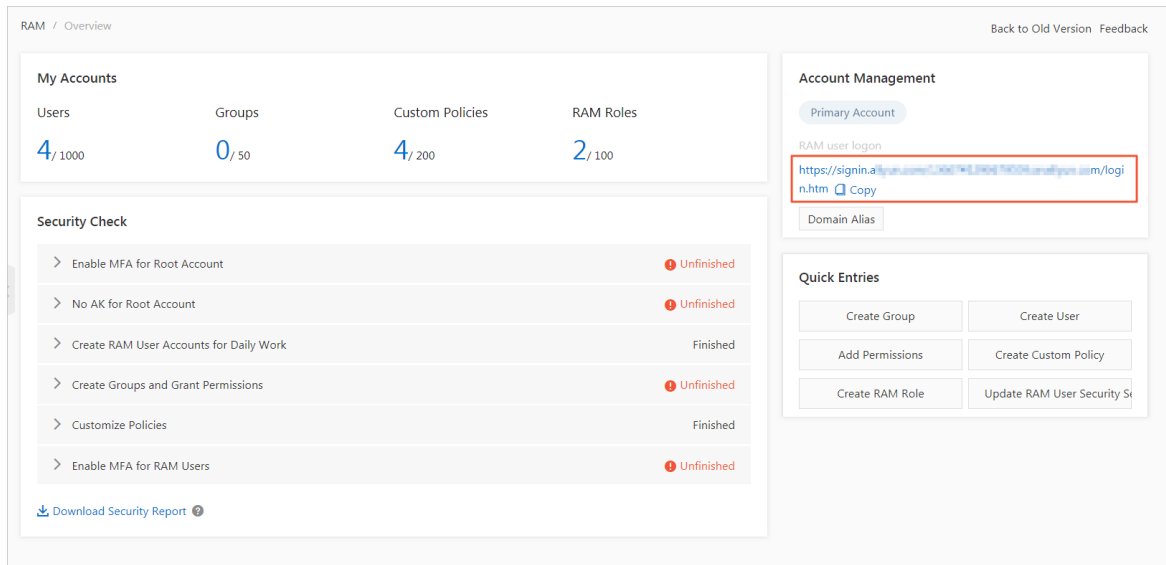 RAM / Overview
Back to Old Version Feedback
My Accounts
Users Groups Custom Policies RAM Roles
4/ 1000 0/ 50 4/ 200 2/ 100
Security Check
Enable MFA for Root Account Unfinished
No AK for Root Account Unfinished
Create RAM User Accounts for Daily Work Finished
Create Groups and Grant Permissions Unfinished
Customize Policies Finished
Enable MFA for RAM Users Unfinished
Download Security Report
Account Management
Primary Account
RAM user logon
https://signin.a m/logi
n.htm Copy
Domain Alias
Quick Entries
Create Group Create User
Add Permissions Create Custom Policy
Create RAM Role Update RAM User Security Se